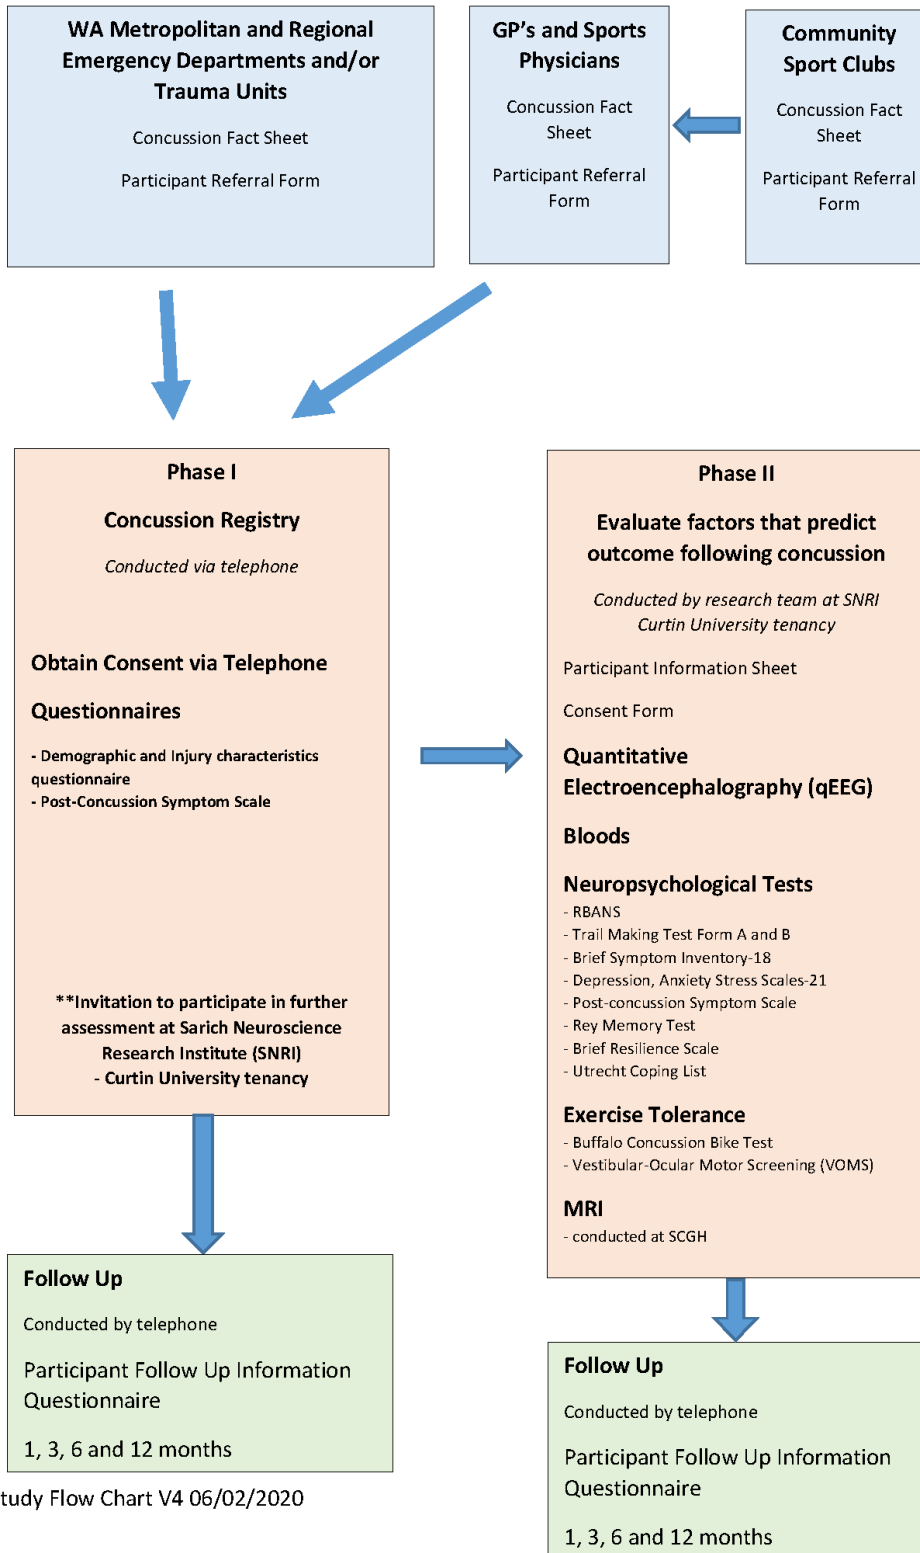 WA Metropolitan and Regional
Emergency Departments and/or
Trauma Units
Concussion Fact Sheet
Participant Referral Form
GP's and Sports
Physicians
Concussion Fact
Sheet
Participant Referral
Form
Community
Sport Clubs
Concussion Fact
Sheet
Participant Referral
Form
Phase I
Concussion Registry
Conducted via telephone
Obtain Consent via Telephone
Questionnaires
- Demographic and Injury characteristics
questionnaire
- Post-Concussion Symptom Scale
**Invitation to participate in further
assessment at Sarich Neuroscience
Research Institute (SNRI)
- Curtin University tenancy
Phase II
Evaluate factors that predict
outcome following concussion
Conducted by research team at SNRI
Curtin University tenancy
Participant Information Sheet
Consent Form
Quantitative
Electroencephalography (qEEG)
Bloods
Neuropsychological Tests
- RBANS
- Trail Making Test Form A and B
- Brief Symptom Inventory-18
- Depression, Anxiety Stress Scales-21
- Post-concussion Symptom Scale
- Rey Memory Test
- Brief Resilience Scale
- Utrecht Coping List
Exercise Tolerance
- Buffalo Concussion Bike Test
- Vestibular-Ocular Motor Screening (VOMS)
MRI
- conducted at SCGH
Follow Up
Conducted by telephone
Participant Follow Up Information
Questionnaire
1, 3, 6 and 12 months
Follow Up
Conducted by telephone
Participant Follow Up Information
Questionnaire
1, 3, 6 and 12 months
tudy Flow Chart V4 06/02/2020